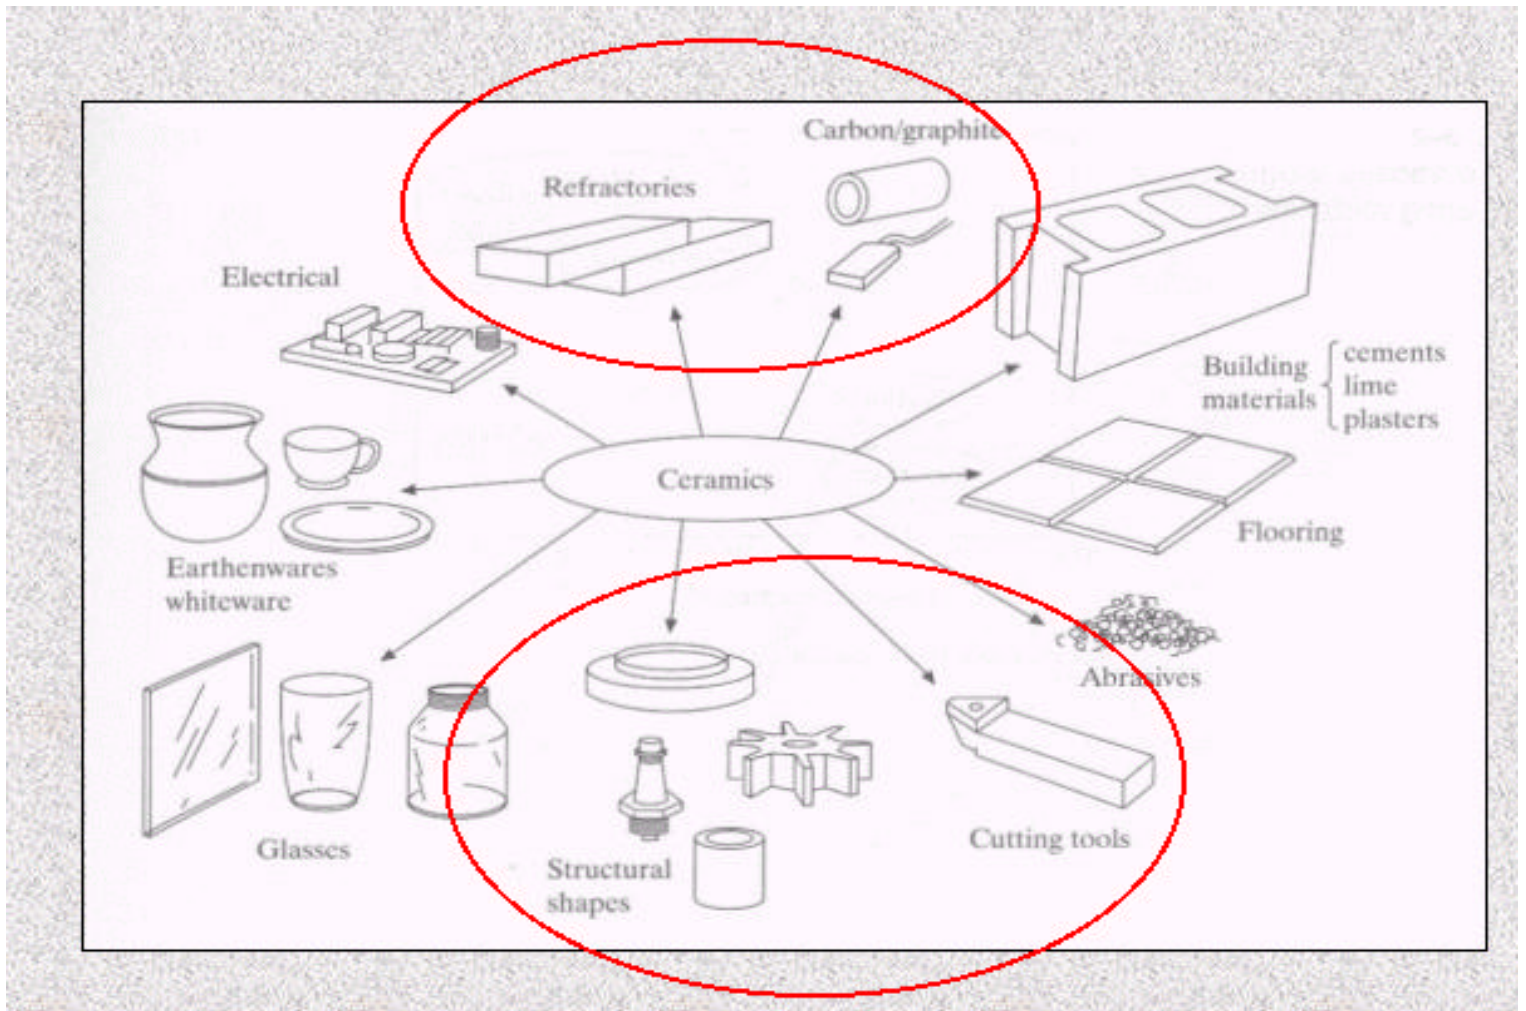 Carbon/graphite
Refractories
Electrical
Building
materials
cements
lime
plasters
Ceramics
Flooring
Earthenwares
whiteware
Abrasives
Glasses
Structural
shapes
Cutting tools